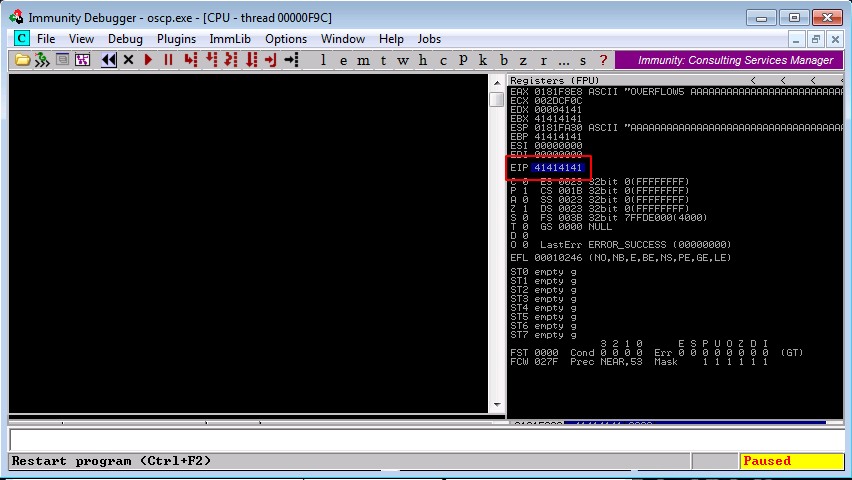 Immunity Debugger - oscp.exe - [CPU - thread 00000F9C]
C File View Debug Plugins ImmLib Options Window Help Jobs
l e m t w h c p k b z r ... s ? Immunity: Consulting Services Manager
Registers (FPU) < < < <
EAX 0181F8E8 ASCII "OVERFLOW5 AAAAAAAAAAAAAAAAAAAAAAAAAA
ECX 002DCF0C
EDX 00004141
EBX 41414141
ESP 0181FA30 ASCII "AAAAAAAAAAAAAAAAAAAAAAAAAAAAAAAAAAAA
EBP 41414141
ESI 00000000
EDI 00000000
EIP 41414141
C 0 ES 0023 32bit 0(FFFFFFFF)
P 1 CS 001B 32bit 0(FFFFFFFF)
A 0 SS 0023 32bit 0(FFFFFFFF)
Z 1 DS 0023 32bit 0(FFFFFFFF)
S 0 FS 003B 32bit 7FFDE000(4000)
T 0 GS 0000 NULL
D 0
O 0 LastErr ERROR_SUCCESS (00000000)
EFL 00010246 (NO,NB,E,BE,NS,PE,GE,LE)
ST0 empty g
ST1 empty g
ST2 empty g
ST3 empty g
ST4 empty g
ST5 empty g
ST6 empty g
ST7 empty g
3 2 1 0 E S P U O Z D I
FST 0000 Cond 0 0 0 0 Err 0 0 0 0 0 0 0 0 (GT)
FCW 027F Prec NEAR,53 Mask 1 1 1 1 1 1
Restart program (Ctrl+F2) Paused